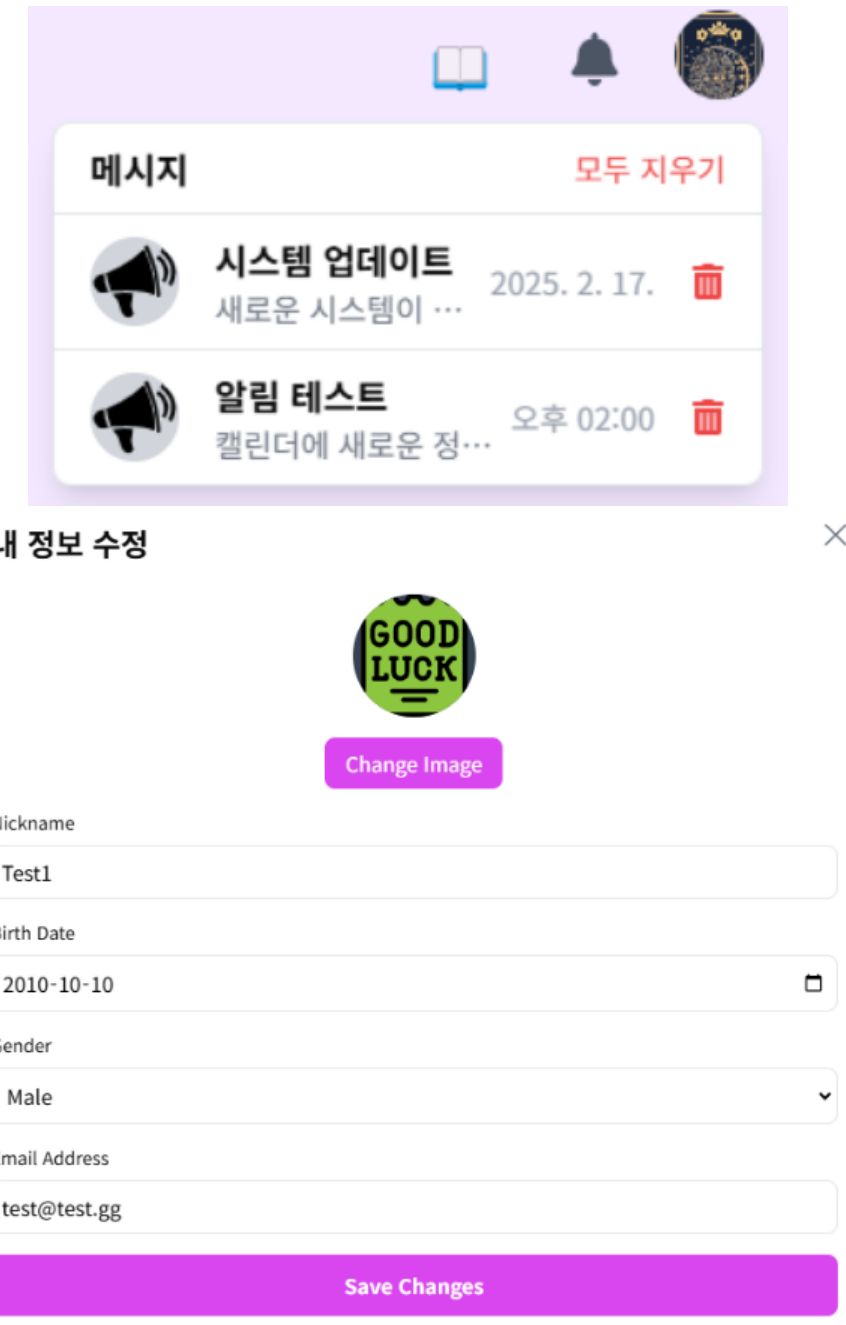 메시지
모두 지우기
시스템 업데이트
새로운 시스템이 ···
2025. 2. 17.
알림 테스트
캘린더에 새로운 정···
오후 02:00
내 정보 수정
GOOD
LUCK
Change Image
Nickname
Test1
Birth Date
2010-10-10
Gender
Male
Email Address
test@test.gg
Save Changes